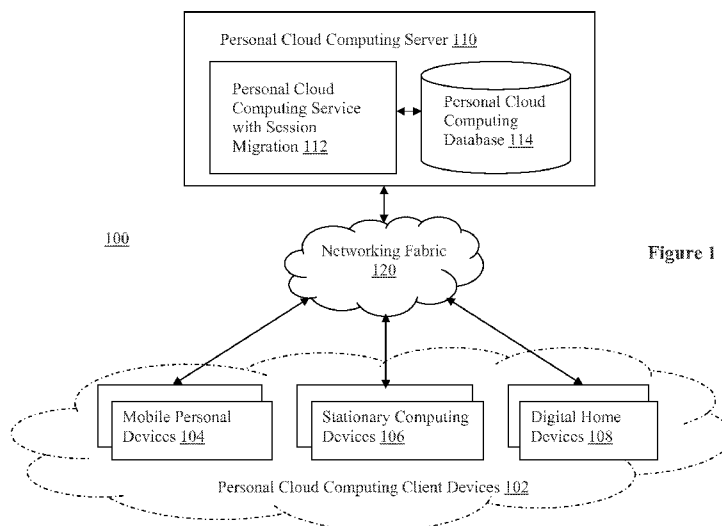 Personal Cloud Computing Server 110
Personal Cloud
Computing Service
with Session
Migration 112
Personal Cloud
Computing
Database 114
100
Networking Fabric
120
Figure 1
Mobile Personal
Devices 104
Stationary Computing
Devices 106
Digital Home
Devices 108
Personal Cloud Computing Client Devices 102